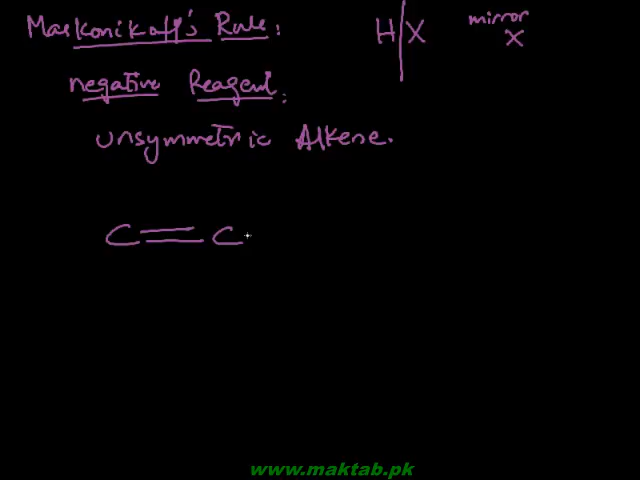 Markonikoff's Rule: H|X mirror
X
negative Reagent:
Unsymmetric Alkene.
C=C
www.maktab.pk